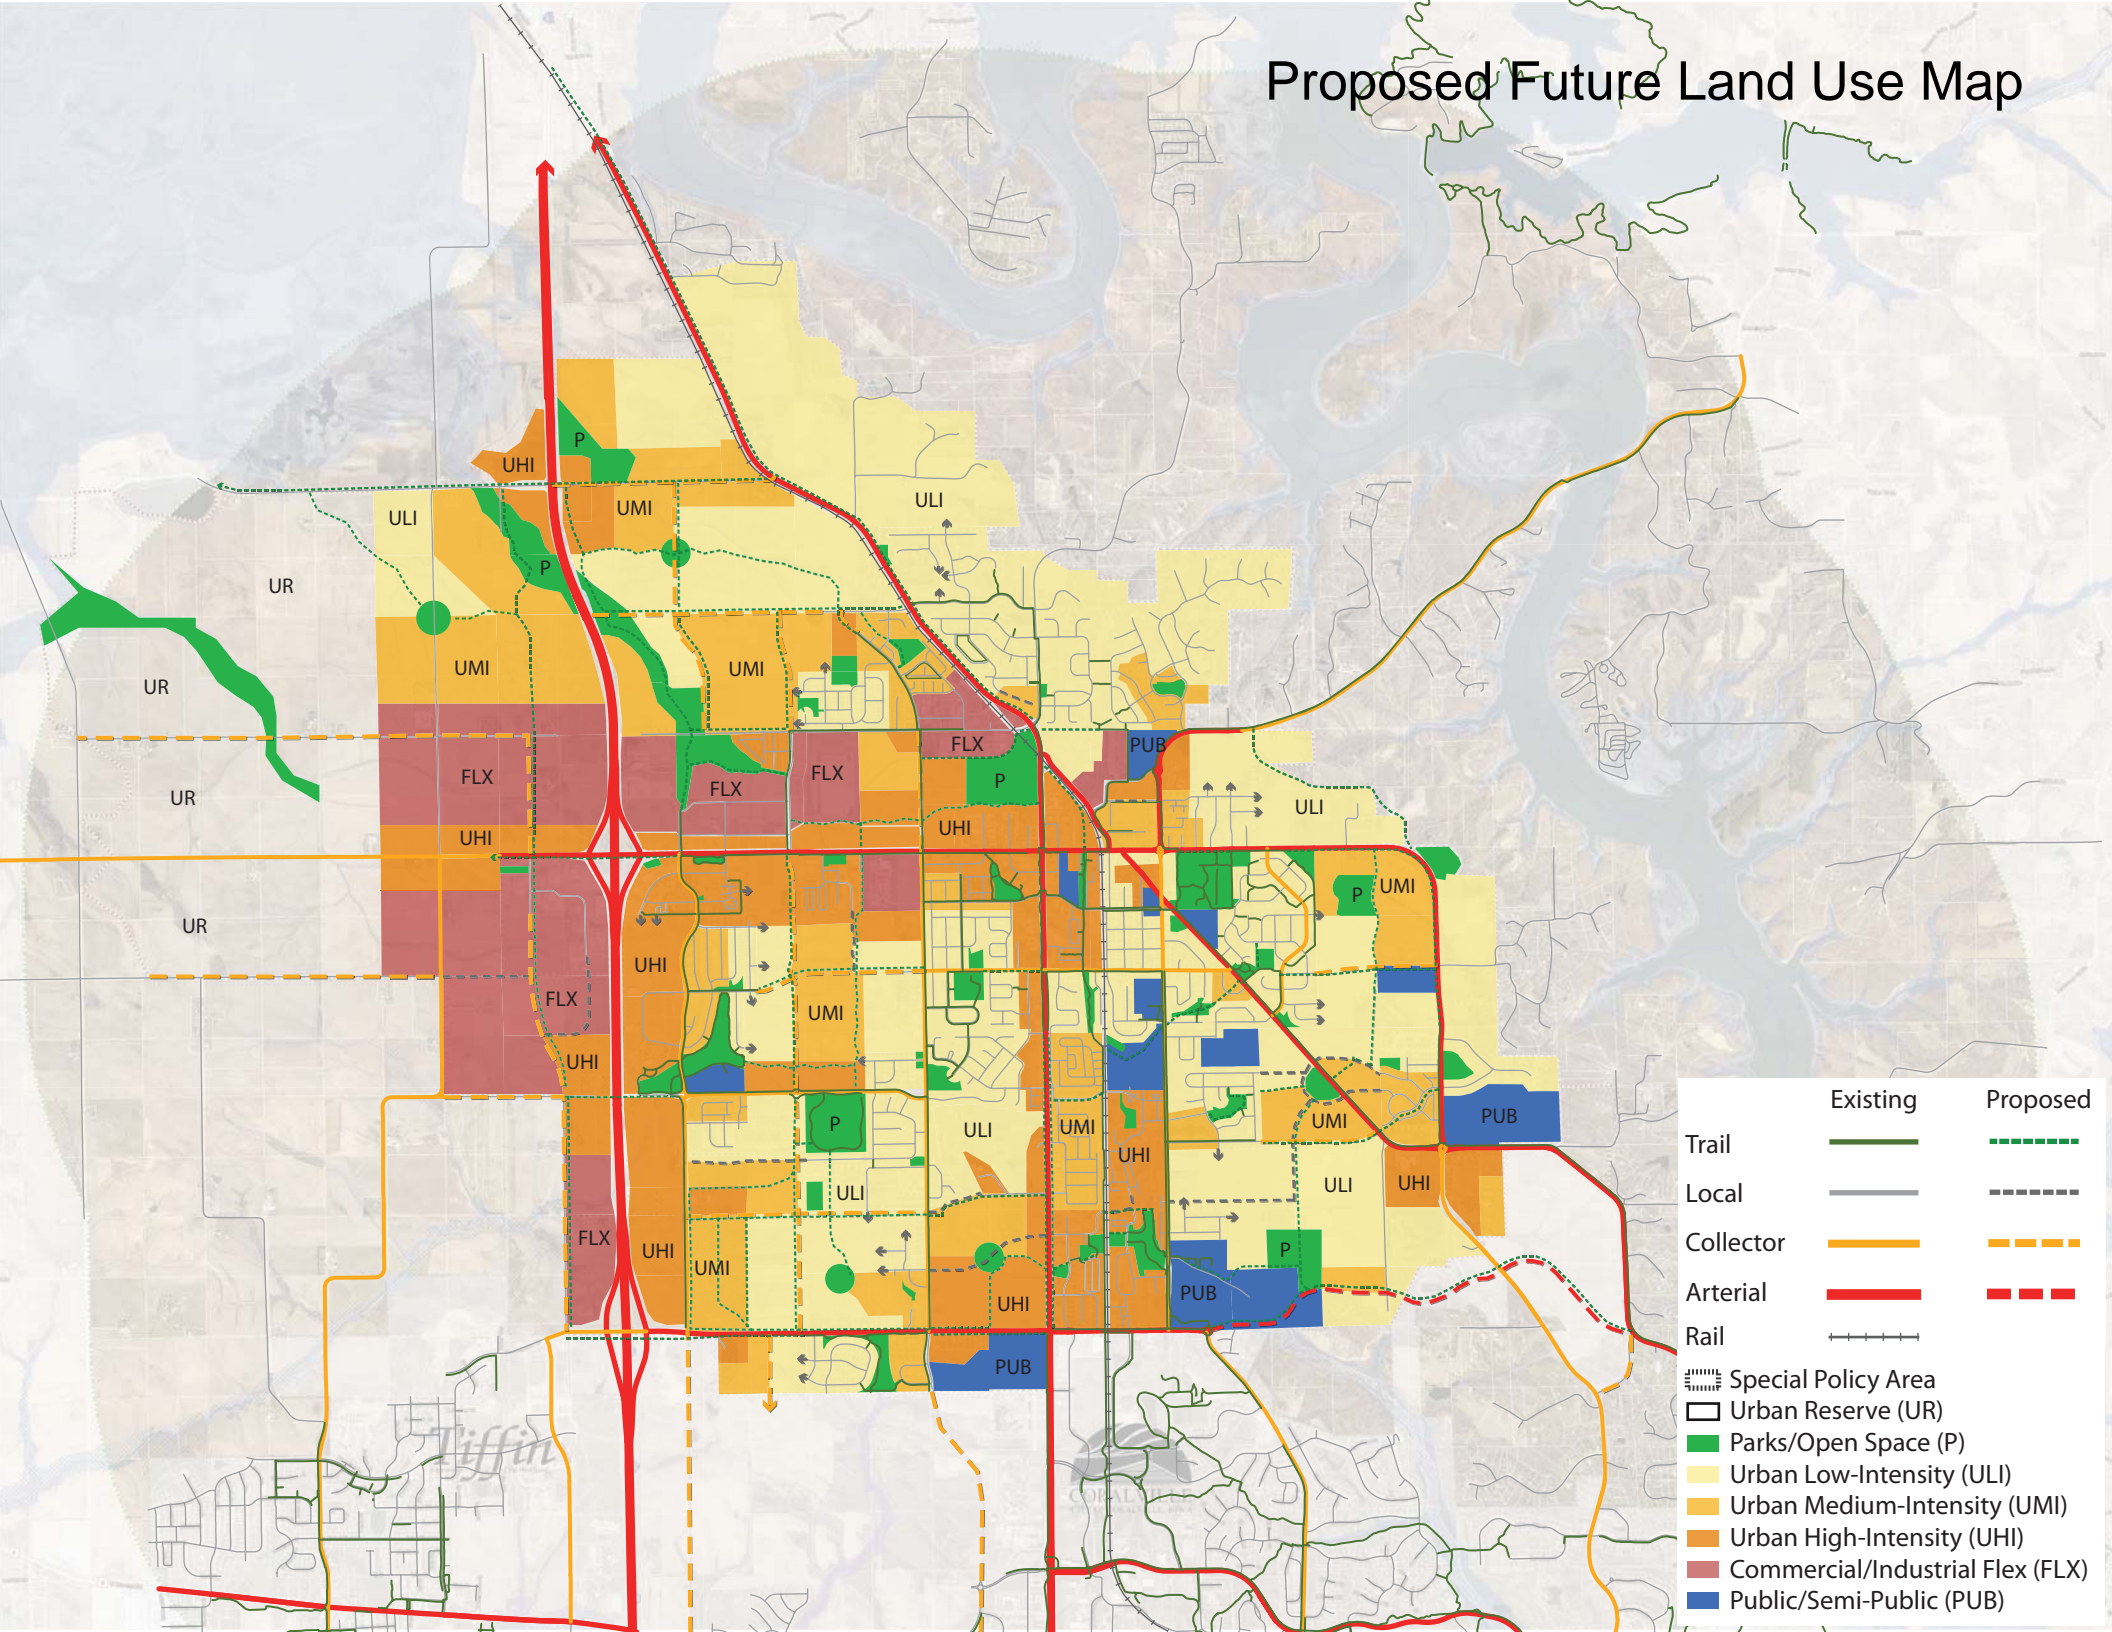 Proposed Future Land Use Map
P
UHI
ULI
UMI
ULI
P
UR
UMI
UMI
UR
FLX
PUB
FLX
FLX
P
FLX
UR
ULI
UHI
UHI
P
UMI
UR
UHI
FLX
UMI
UHI
P
ULI
UMI
UMI
PUB
UHI
ULI
ULI
UHI
FLX
UHI
UMI
P
PUB
UHI
PUB
Tiffin
CORALVILLE
Existing
Proposed
Trail
Local
Collector
Arterial
Rail
Special Policy Area
Urban Reserve (UR)
Parks/Open Space (P)
Urban Low-Intensity (ULI)
Urban Medium-Intensity (UMI)
Urban High-Intensity (UHI)
Commercial/Industrial Flex (FLX)
Public/Semi-Public (PUB)